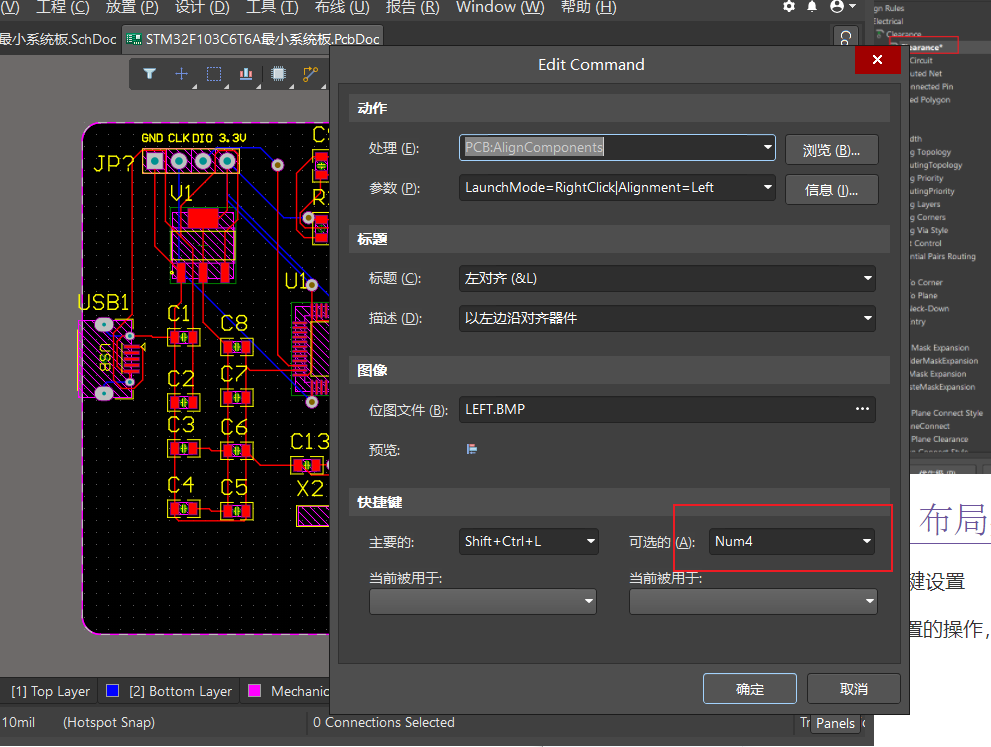 (V) 工程 (C) 放置 (P) 设计 (D) 工具 (T) 布线 (U) 报告 (R) Window (W) 帮助 (H)
最小系统板.SchDoc STM32F103C6T6A最小系统板.PcbDoc
GND CLK DIO 3.3V
JP?
U1
USB1
USB
C1
C8
C2
C7
C3
C6
C4
C5
C13
X2
U1
Edit Command
动作
处理 (E): PCB:AlignComponents 浏览 (B)...
参数 (P): LaunchMode=RightClick|Alignment=Left 信息 (I)...
标题
标题 (C): 左对齐 (&L)
描述 (D): 以左边沿对齐器件
图像
位图文件 (B): LEFT.BMP ...
预览:
快捷键
主要的: Shift+Ctrl+L 可选的 (A): Num4
当前被用于: 当前被用于:
确定 取消
[1] Top Layer [2] Bottom Layer Mechanic
10mil (Hotspot Snap) 0 Connections Selected Tr Panels
gn Rules
Electrical
Clearance
learance*
Circuit
uted Net
nnected Pin
ed Polygon
dth
g Topology
utingTopology
g Priority
utingPriority
g Layers
g Corners
g Via Style
t Control
ential Pairs Routing
o Corner
o Plane
Neck-Down
ntry
Mask Expansion
derMaskExpansion
Mask Expansion
steMaskExpansion
Plane Connect Style
neConnect
Plane Clearance
布局
键设置
置的操作,